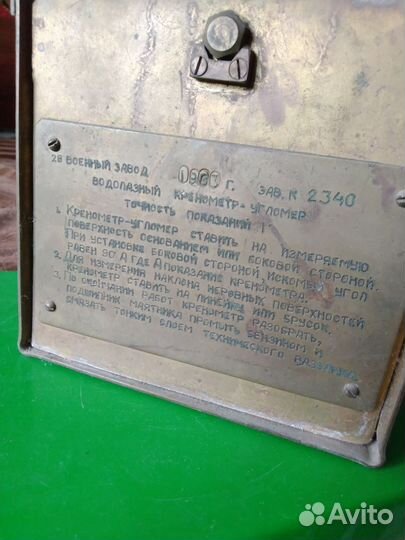 28 ВОЕННЫЙ ЗАВОД Г. ЗАВ. N 2340
ВОДОЛАЗНЫЙ КРЕНОМЕТР-УГЛОМЕР
ТОЧНОСТЬ ПОКАЗАНИЙ 1°
1. КРЕНОМЕТР-УГЛОМЕР СТАВИТЬ НА ИЗМЕРЯЕМУЮ
ПОВЕРХНОСТЬ ОСНОВАНИЕМ ИЛИ БОКОВОЙ СТОРОНОЙ.
ПРИ УСТАНОВКЕ БОКОВОЙ СТОРОНОЙ, ИСКОМЫЙ УГОЛ
РАВЕН 90°-А, ГДЕ А-ПОКАЗАНИЕ КРЕНОМЕТРА.
2. ДЛЯ ИЗМЕРЕНИЯ НАКЛОНА НЕРОВНЫХ ПОВЕРХНОСТЕЙ
КРЕНОМЕТР СТАВИТЬ НА ЛИНЕЙКУ ИЛИ БРУСОК.
3. ПО ОКОНЧАНИИ РАБОТ КРЕНОМЕТР РАЗОБРАТЬ,
ПОДШИПНИК МАЯТНИКА ПРОМЫТЬ БЕНЗИНОМ И
СМАЗАТЬ ТОНКИМ СЛОЕМ ТЕХНИЧЕСКОГО ВАЗЕЛИНА.
Avito